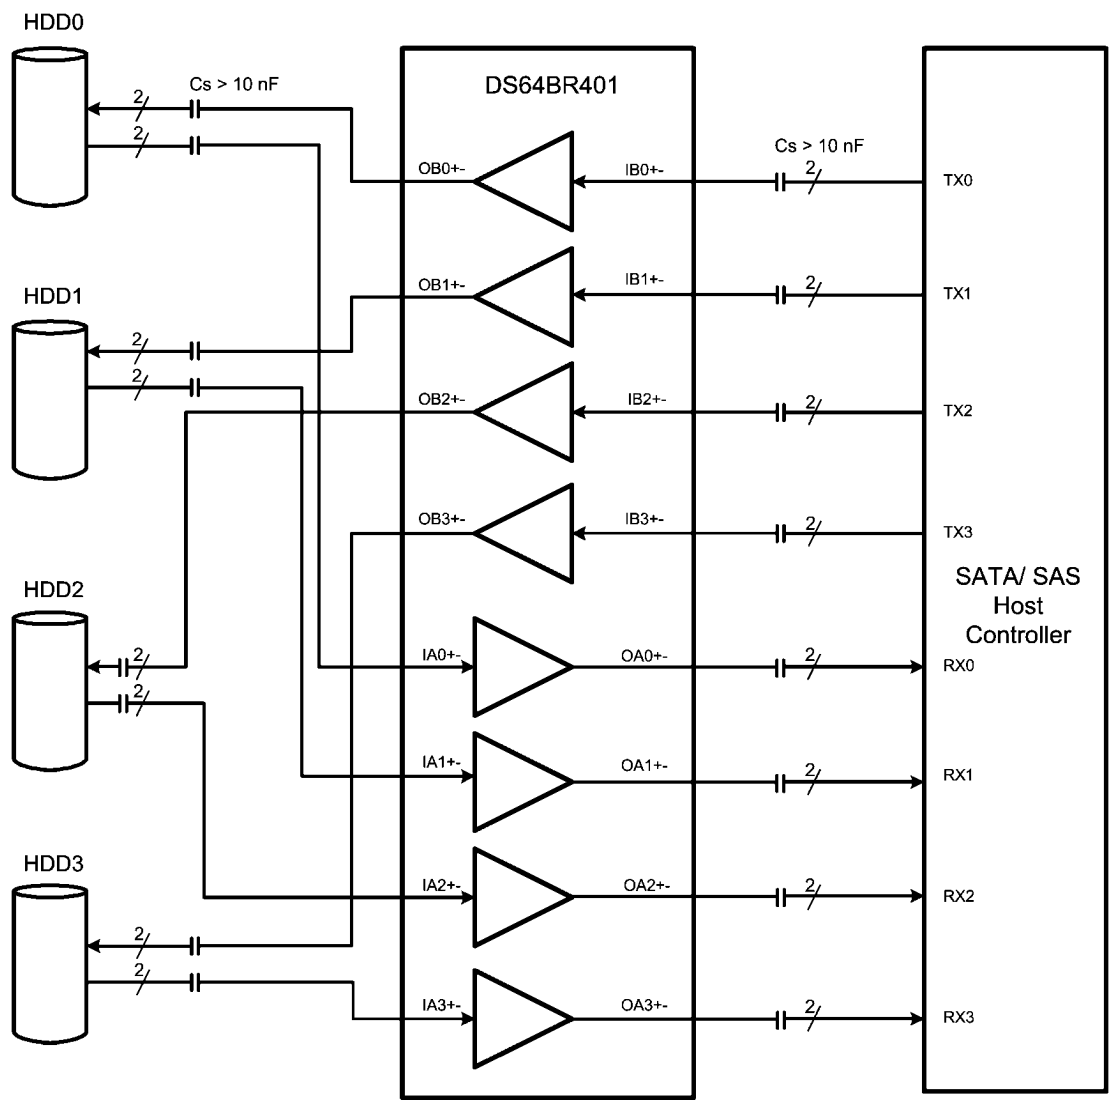 HDD0
DS64BR401
Cs > 10 nF
2
2
Cs > 10 nF
OB0+-
IB0+-
2
TX0
HDD1
OB1+-
IB1+-
2
TX1
2
2
OB2+-
IB2+-
2
TX2
OB3+-
IB3+-
2
TX3
SATA/ SAS
Host
Controller
HDD2
2
IA0+-
OA0+-
2
RX0
2
IA1+-
OA1+-
2
RX1
HDD3
IA2+-
OA2+-
2
RX2
2
2
IA3+-
OA3+-
2
RX3